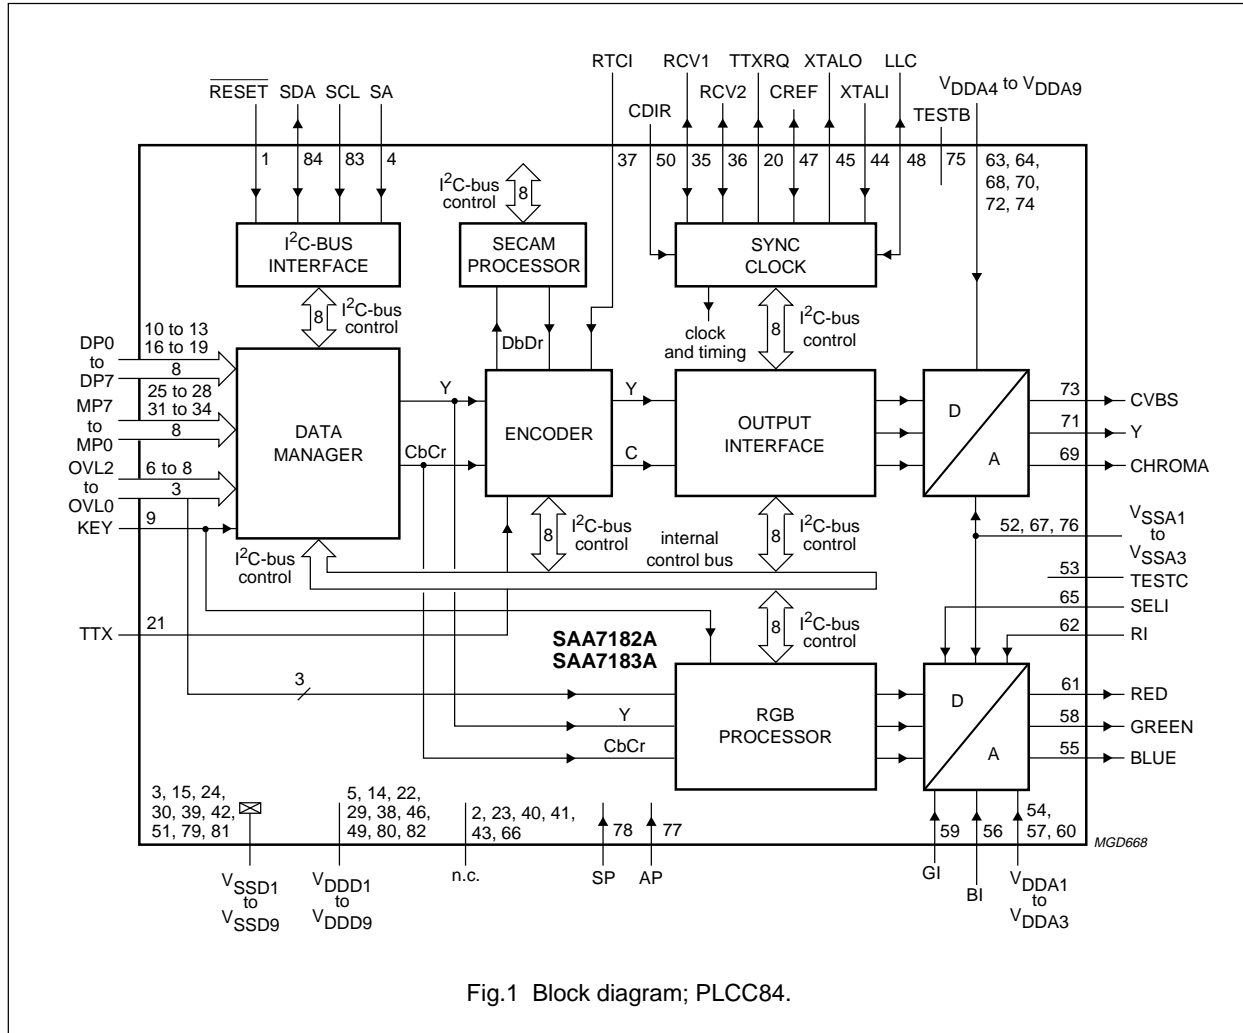 RTCI
RCV1
TTXRQ
XTALO
LLC
RESET
SDA
SCL
SA
CDIR
RCV2
CREF
XTALI
VDDA4 to VDDA9
TESTB
1
84
83
4
37
50
35
36
20
47
45
44
48
75
63, 64,
68, 70,
72, 74
I2C-bus
control
8
I2C-BUS
INTERFACE
SECAM
PROCESSOR
SYNC
CLOCK
8
I2C-bus
control
DbDr
clock
and timing
8
I2C-bus
control
DP0
to
DP7
10 to 13
16 to 19
8
MP7
to
MP0
25 to 28
31 to 34
8
OVL2
to
OVL0
6 to 8
3
KEY
9
DATA
MANAGER
Y
CbCr
ENCODER
Y
C
OUTPUT
INTERFACE
D
A
73
CVBS
71
Y
69
CHROMA
I2C-bus
control
8
I2C-bus
control
internal
control bus
8
I2C-bus
control
52, 67, 76
VSSA1
to
VSSA3
53
TESTC
65
SELI
62
RI
TTX
21
SAA7182A
SAA7183A
8
I2C-bus
control
3
Y
CbCr
RGB
PROCESSOR
D
A
61
RED
58
GREEN
55
BLUE
3, 15, 24,
30, 39, 42,
51, 79, 81
5, 14, 22,
29, 38, 46,
49, 80, 82
2, 23, 40, 41,
43, 66
78
77
59
56
54,
57, 60
MGD668
VSSD1
to
VSSD9
VDDD1
to
VDDD9
n.c.
SP
AP
GI
BI
VDDA1
to
VDDA3
Fig.1 Block diagram; PLCC84.